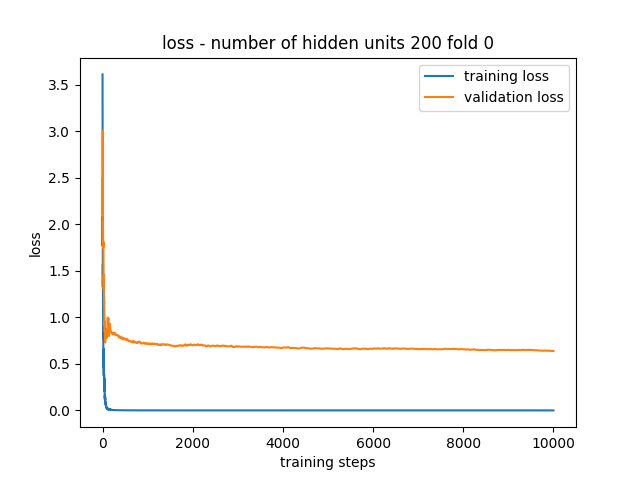 loss - number of hidden units 200 fold 0
training loss
validation loss
3.5
3.0
2.5
2.0
1.5
1.0
0.5
0.0
loss
0 2000 4000 6000 8000 10000
training steps